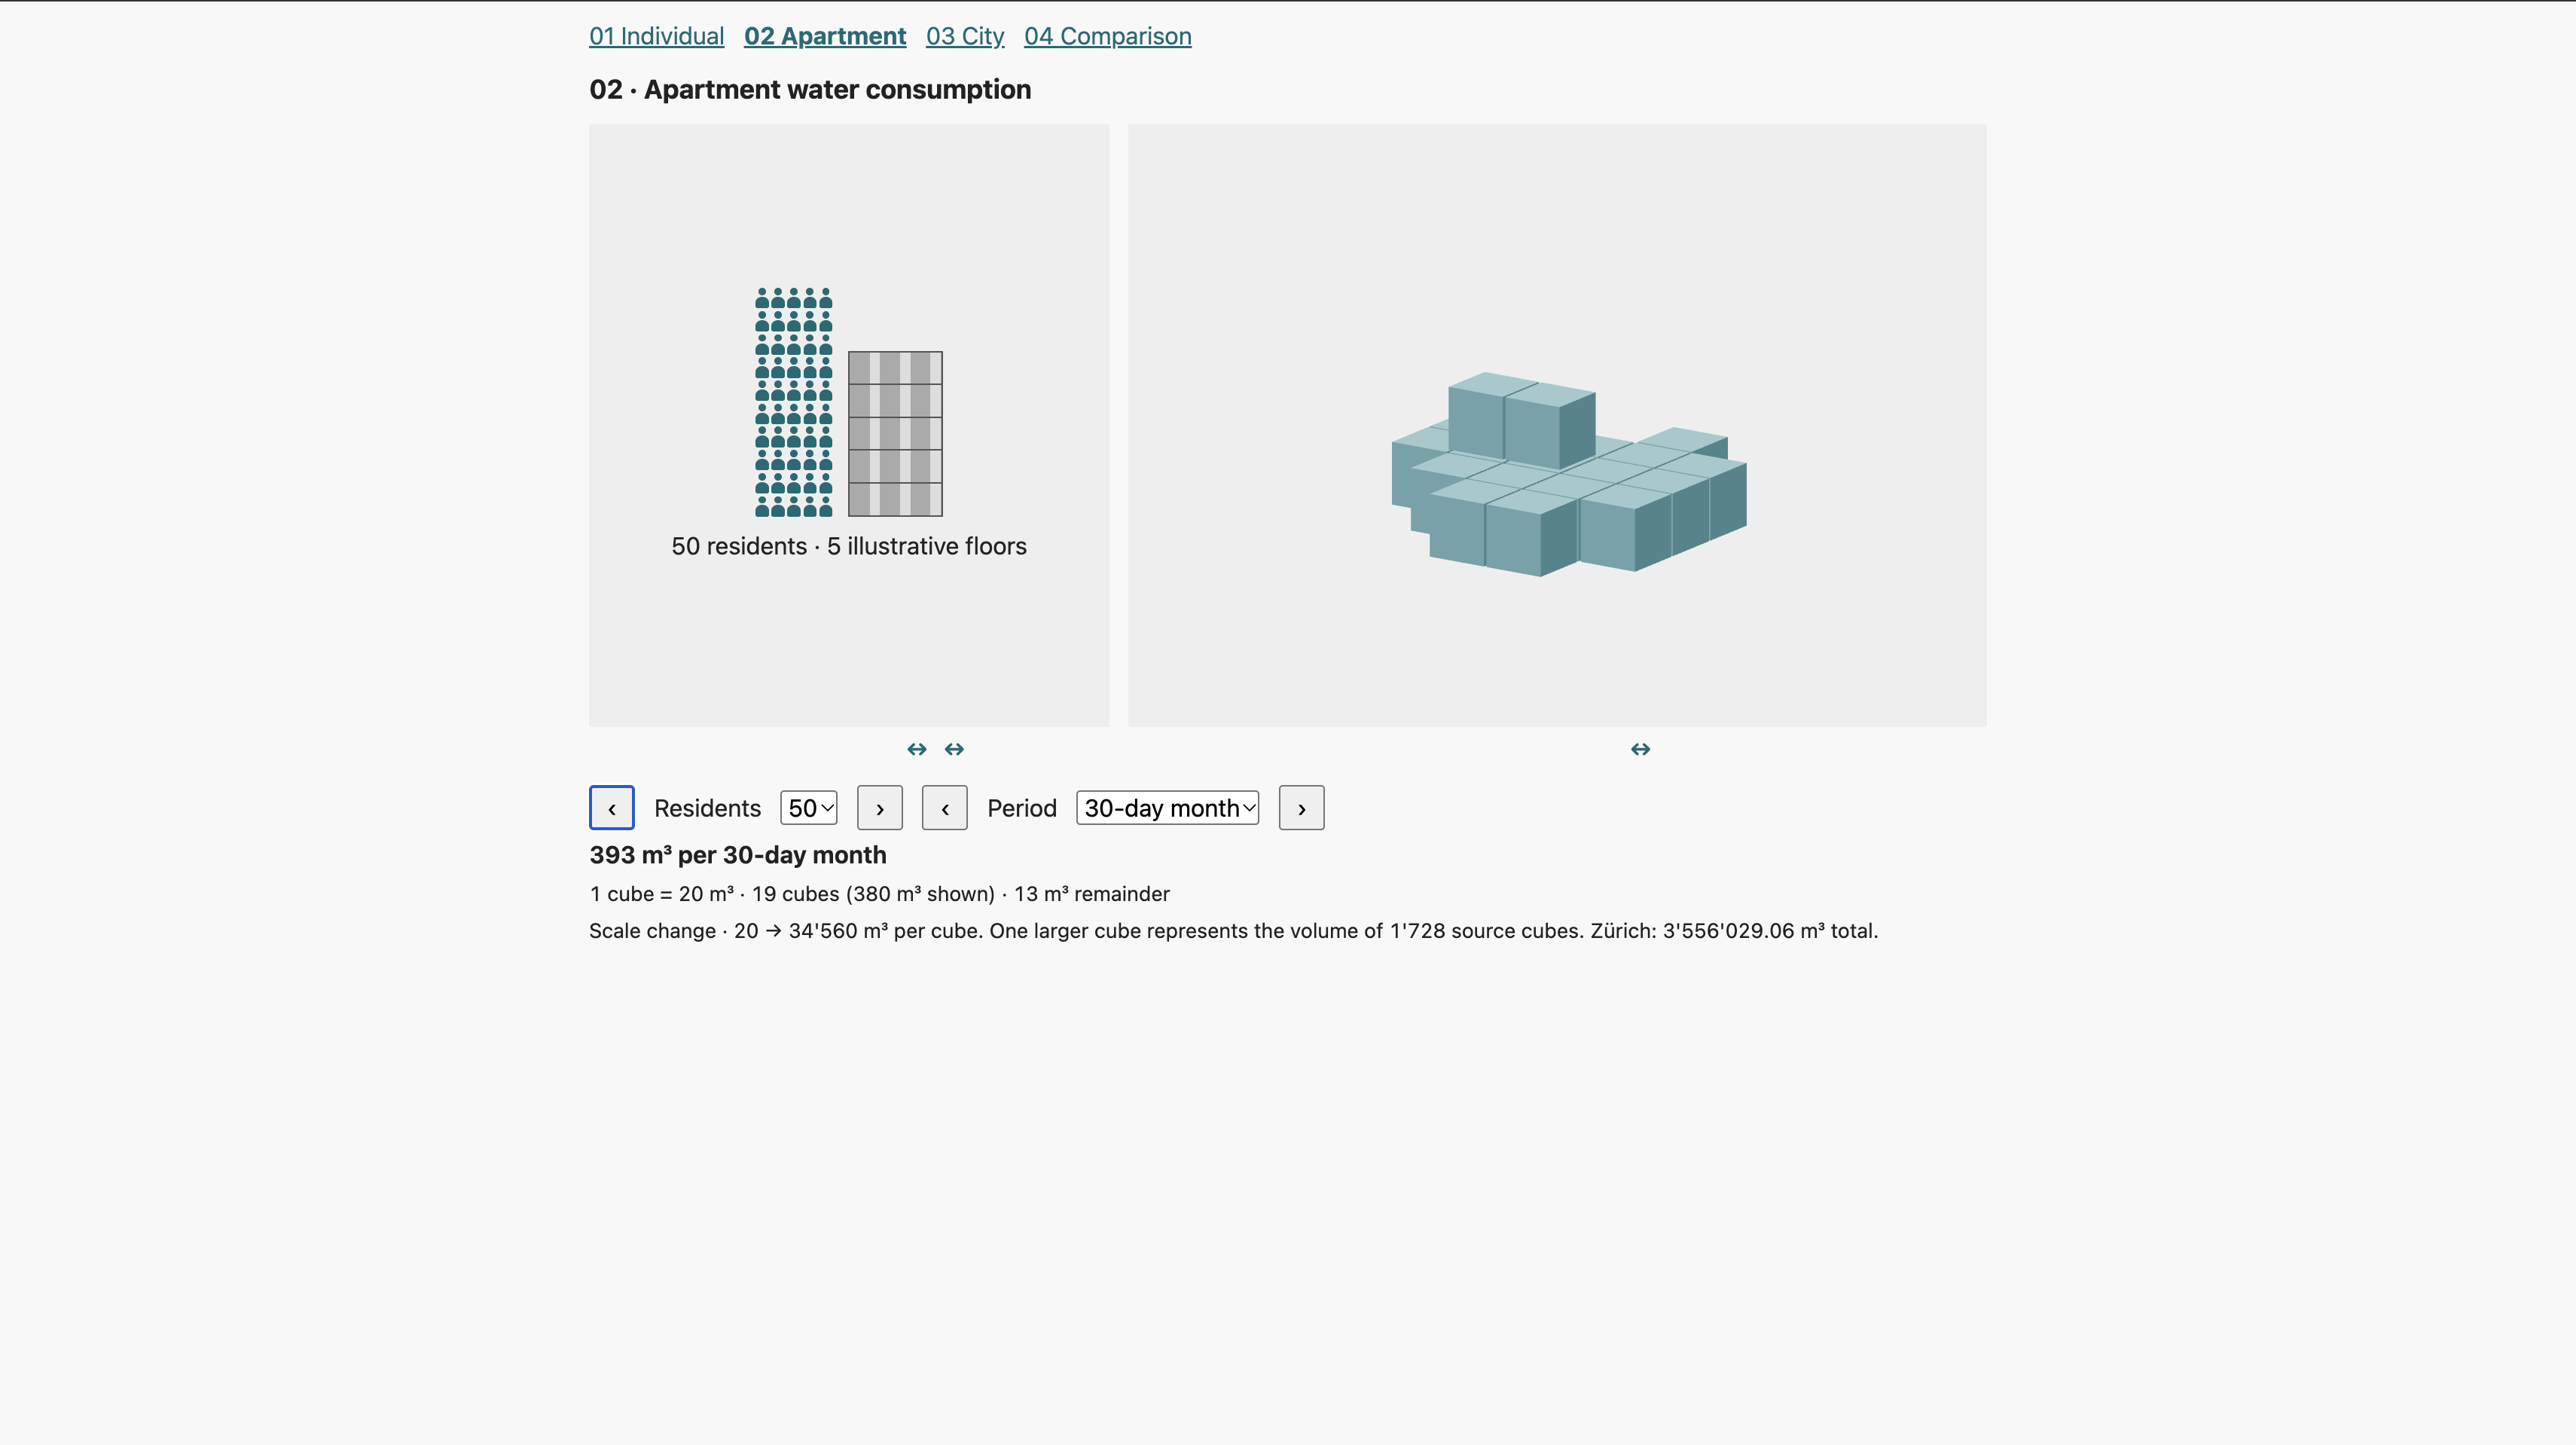 01 Individual 02 Apartment 03 City 04 Comparison
02 · Apartment water consumption
50 residents · 5 illustrative floors
↔ ↔ ↔
‹ Residents 50 › ‹ Period 30-day month ›
393 m³ per 30-day month
1 cube = 20 m³ · 19 cubes (380 m³ shown) · 13 m³ remainder
Scale change · 20 → 34'560 m³ per cube. One larger cube represents the volume of 1'728 source cubes. Zürich: 3'556'029.06 m³ total.